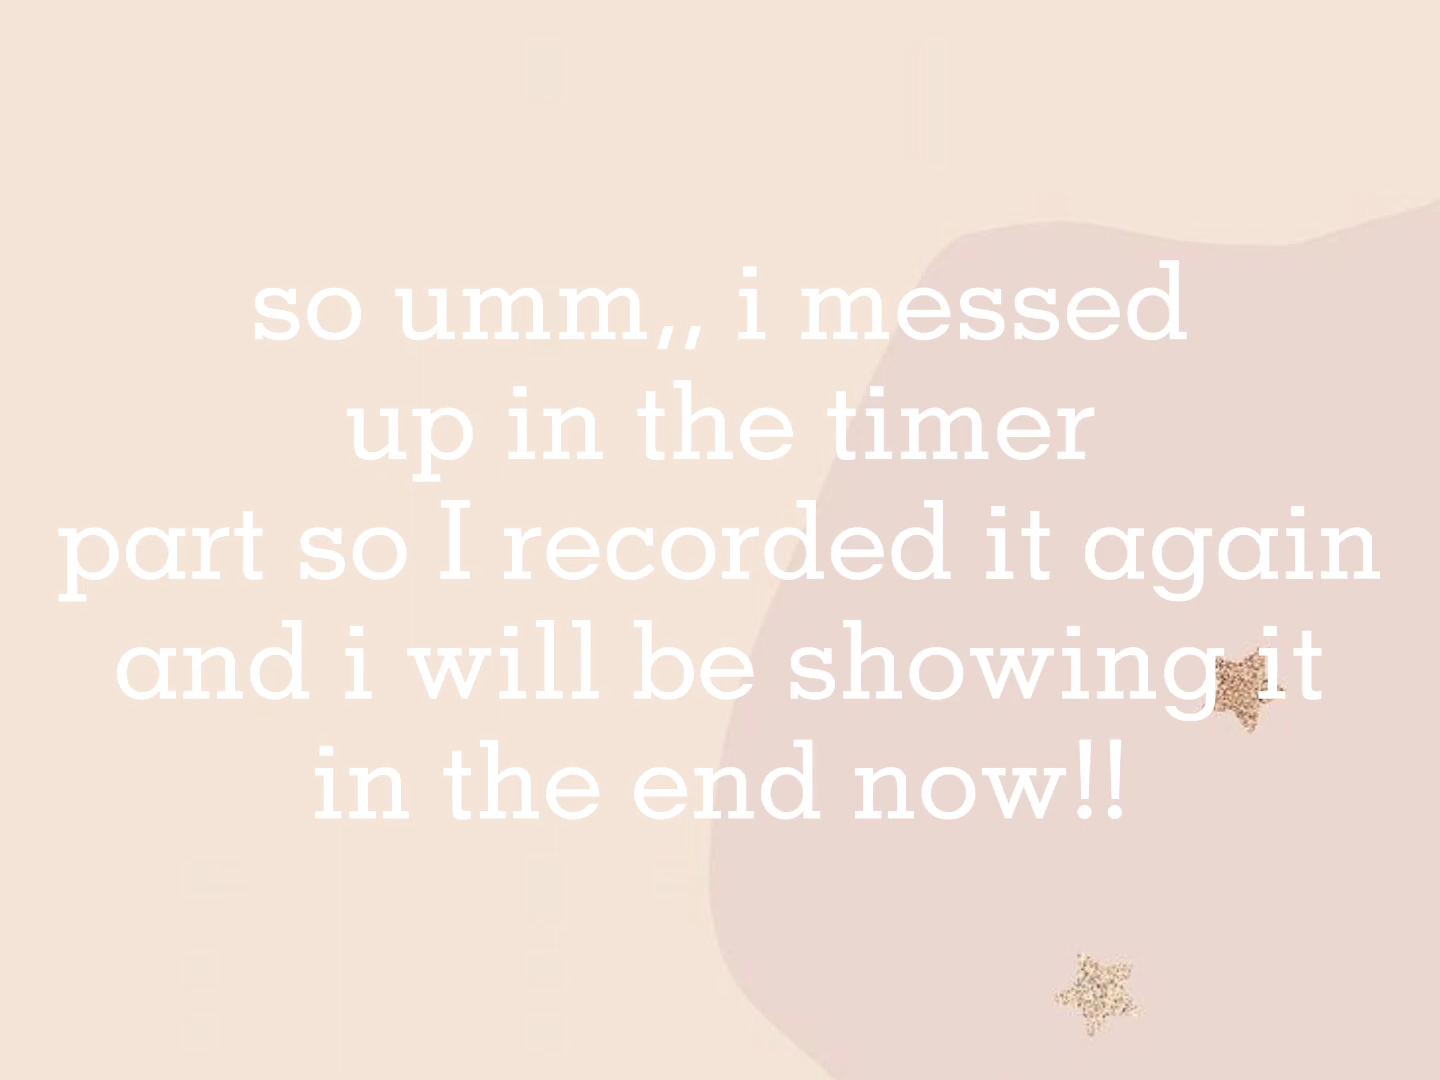 so umm,, i messed
up in the timer
part so I recorded it again
and i will be showing it
in the end now!!